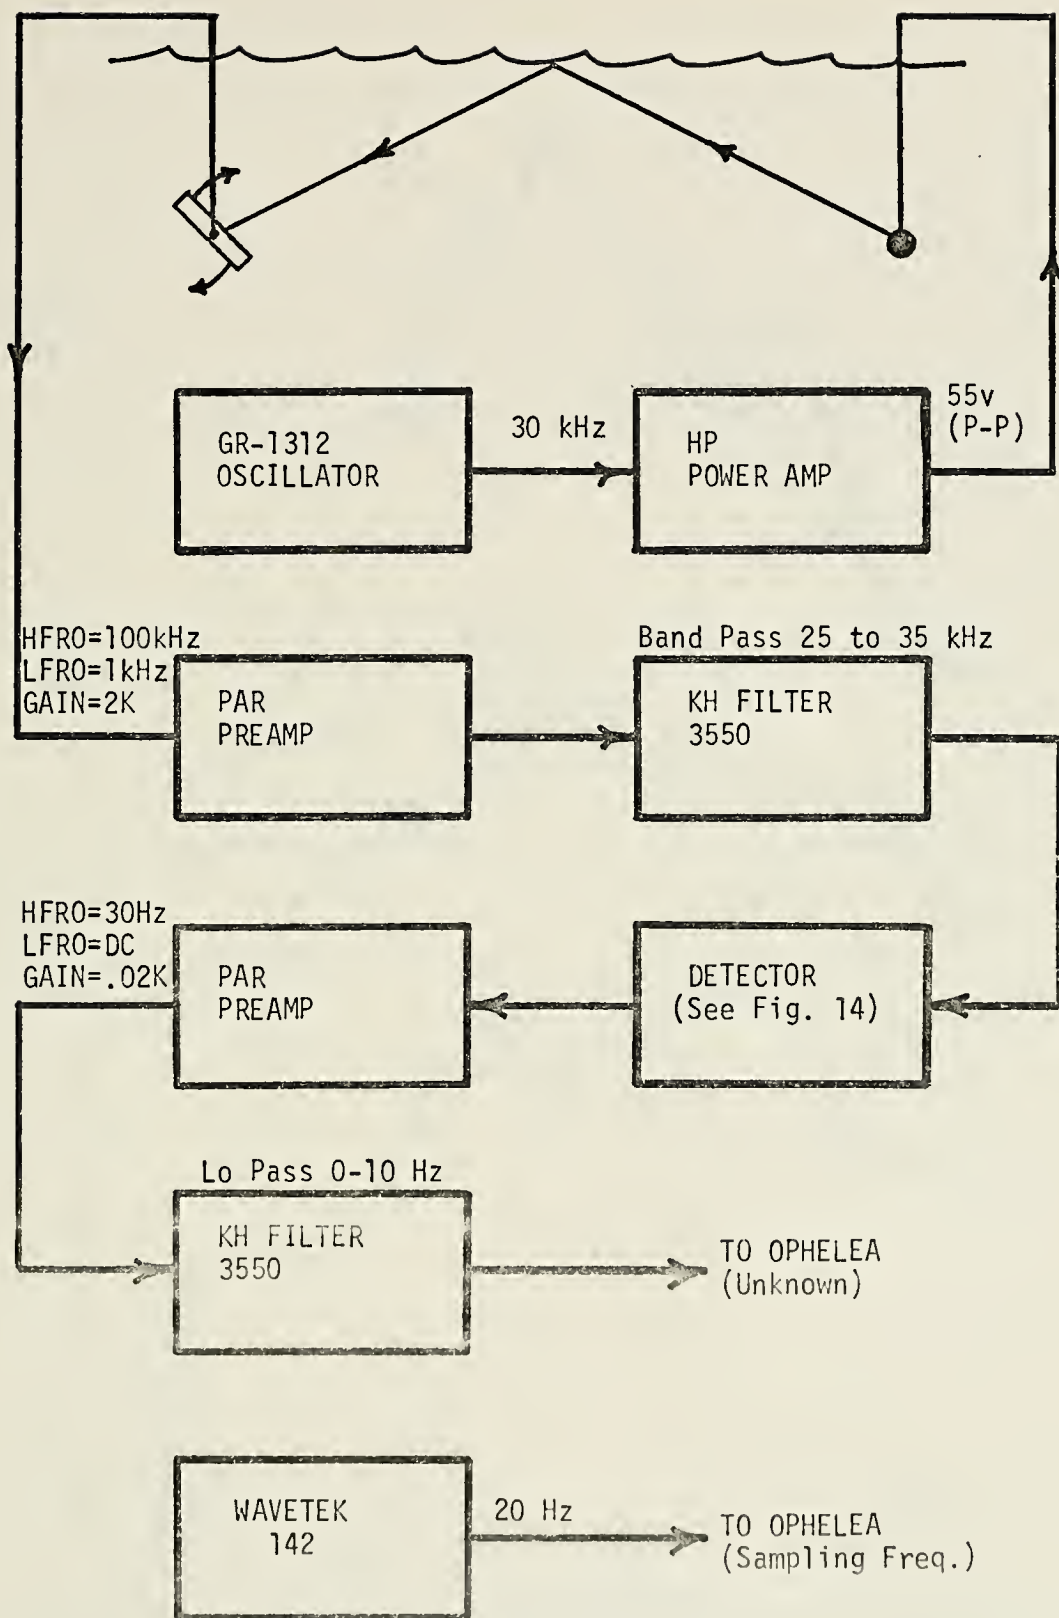 GR-1312
OSCILLATOR
30 kHz
HP
POWER AMP
55v
(P-P)
HFRO=100kHz
LFRO=1kHz
GAIN=2K
PAR
PREAMP
Band Pass 25 to 35 kHz
KH FILTER
3550
HFRO=30Hz
LFRO=DC
GAIN=.02K
PAR
PREAMP
DETECTOR
(See Fig. 14)
Lo Pass 0-10 Hz
KH FILTER
3550
TO OPHELEA
(Unknown)
WAVETEK
142
20 Hz
TO OPHELEA
(Sampling Freq.)